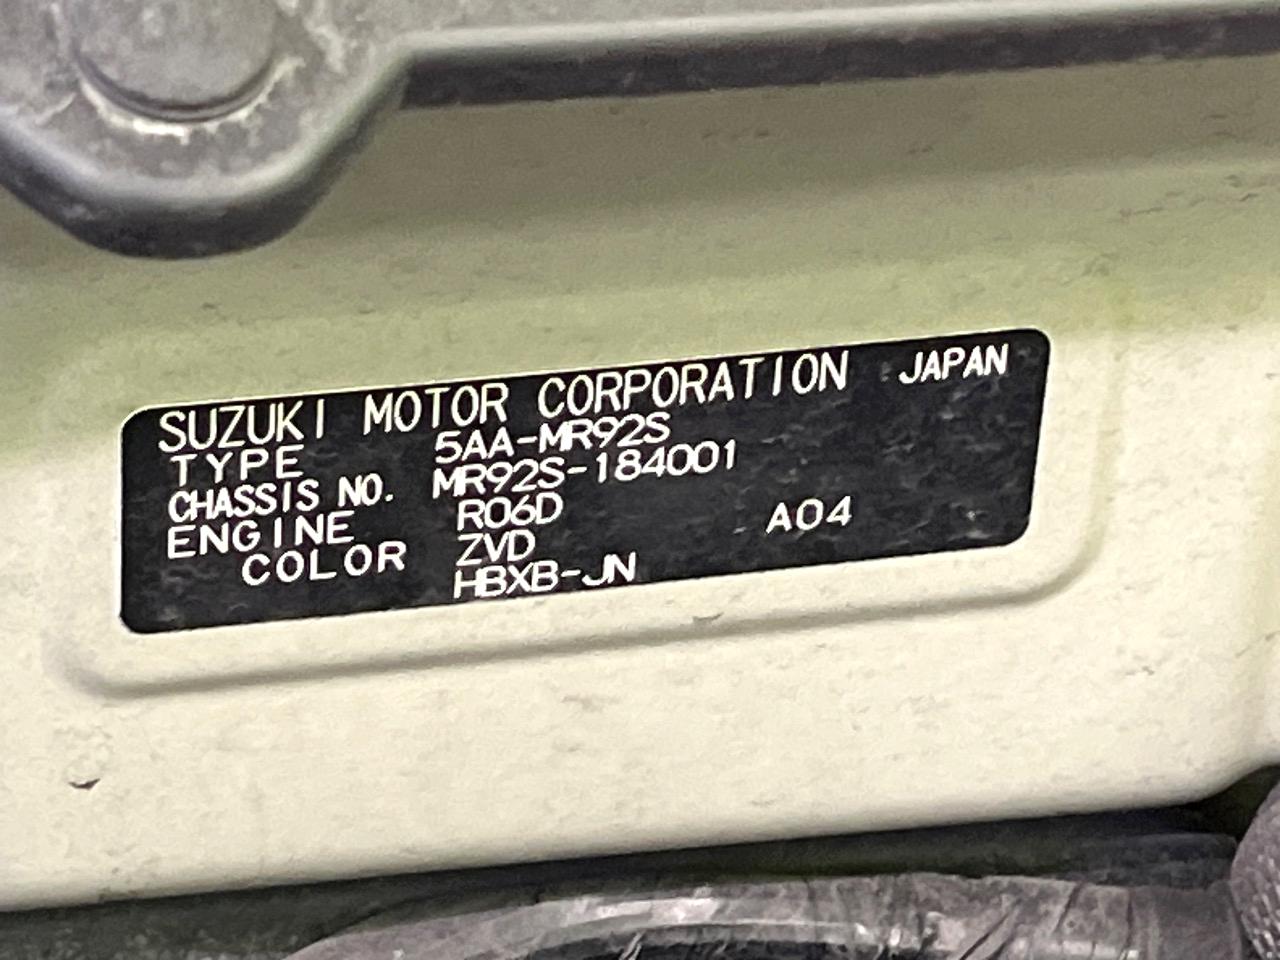 SUZUKI MOTOR CORPORATION JAPAN
TYPE 5AA-MR92S
CHASSIS NO. MR92S-184001
ENGINE R06D A04
COLOR ZVD
HBXB-JN